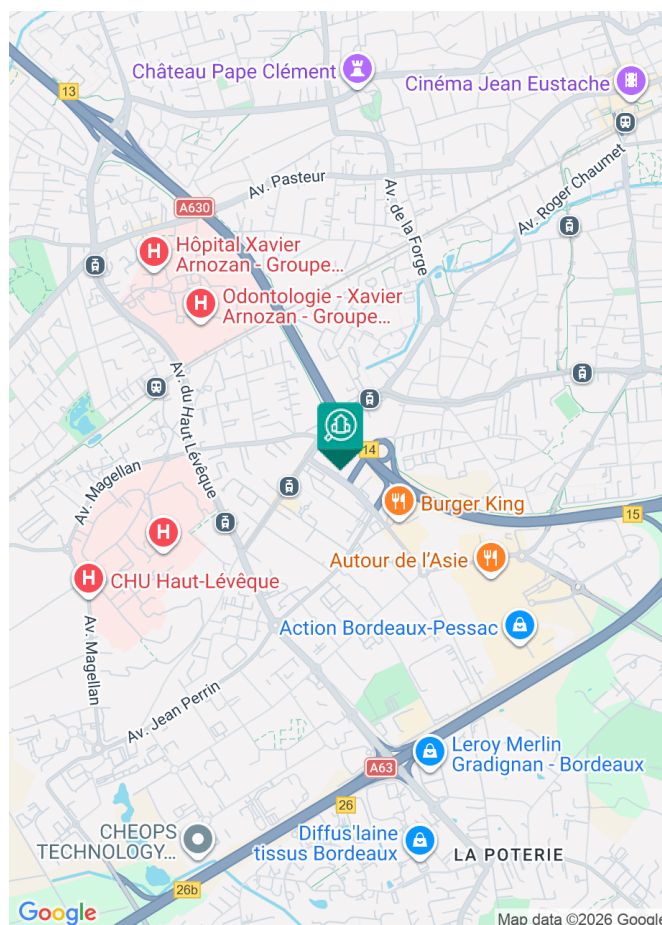 Château Pape Clément
Cinéma Jean Eustache
13
Av. Pasteur
Av. de la Forge
Av. Roger Chaumet
A630
H
Hôpital Xavier
Arnozan - Groupe...
H
Odontologie - Xavier
Arnozan - Groupe...
Av. du Haut Lévêque
14
Av. Magellan
Burger King
15
H
Autour de l'Asie
H
CHU Haut-Lévêque
Action Bordeaux-Pessac
Av. Magellan
Av. Jean Perrin
Leroy Merlin
Gradignan - Bordeaux
A63
26
CHEOPS
TECHNOLOGY...
Diffus'laine
tissus Bordeaux
LA POTERIE
26b
Google
Map data ©2026 Google